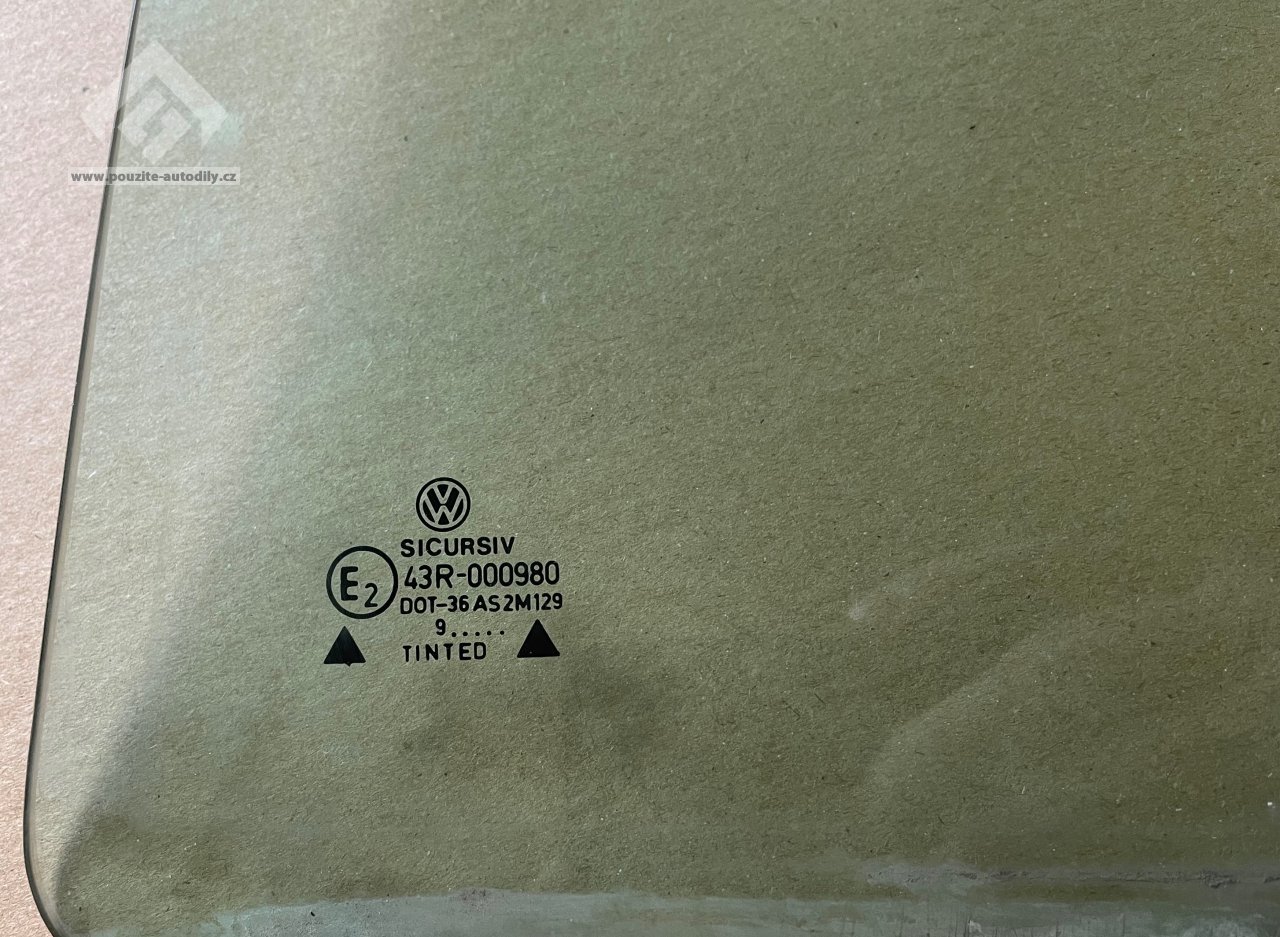 www.pouzite-autodily.cz
SICURSIV
E2
43R-000980
DOT-36 AS2M129
9.....
TINTED